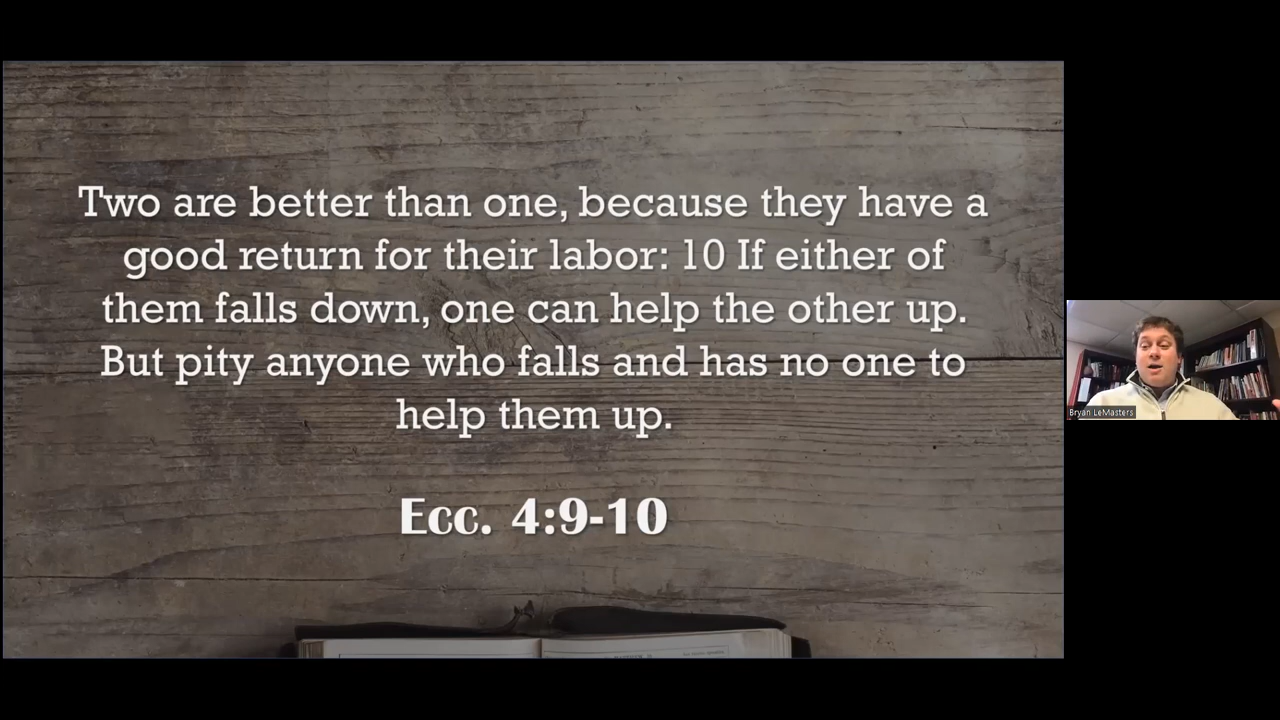 Two are better than one, because they have a
good return for their labor: 10 If either of
them falls down, one can help the other up.
But pity anyone who falls and has no one to
help them up.
Ecc. 4:9-10
Bryan LeMasters